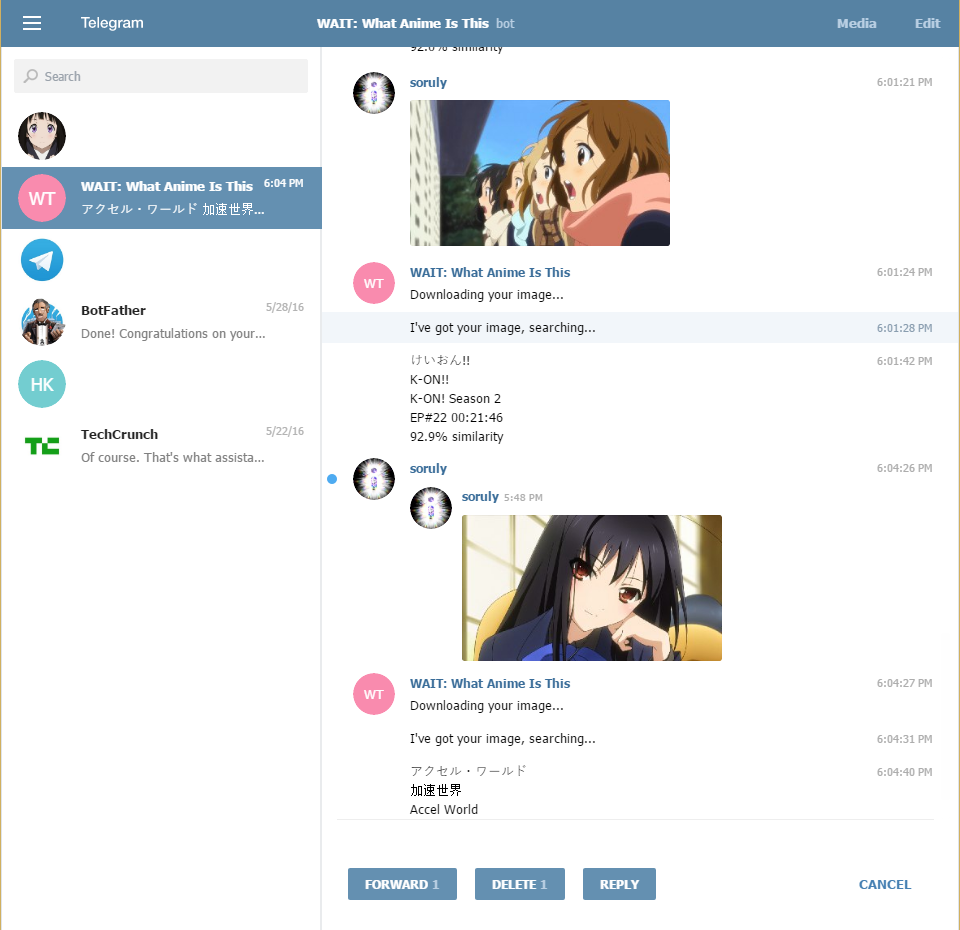 Telegram
WAIT: What Anime Is This bot
Media
Edit
Search
WT
WAIT: What Anime Is This 6:04 PM
アクセル・ワールド 加速世界...
BotFather 5/28/16
Done! Congratulations on your...
HK
TC
TechCrunch 5/22/16
Of course. That's what assista...
92.6% similarity
soruly 6:01:21 PM
WT
WAIT: What Anime Is This 6:01:24 PM
Downloading your image...
I've got your image, searching... 6:01:28 PM
けいおん!! 6:01:42 PM
K-ON!!
K-ON! Season 2
EP#22 00:21:46
92.9% similarity
soruly 6:04:26 PM
soruly 5:48 PM
WT
WAIT: What Anime Is This 6:04:27 PM
Downloading your image...
I've got your image, searching... 6:04:31 PM
アクセル・ワールド 6:04:40 PM
加速世界
Accel World
FORWARD 1
DELETE 1
REPLY
CANCEL